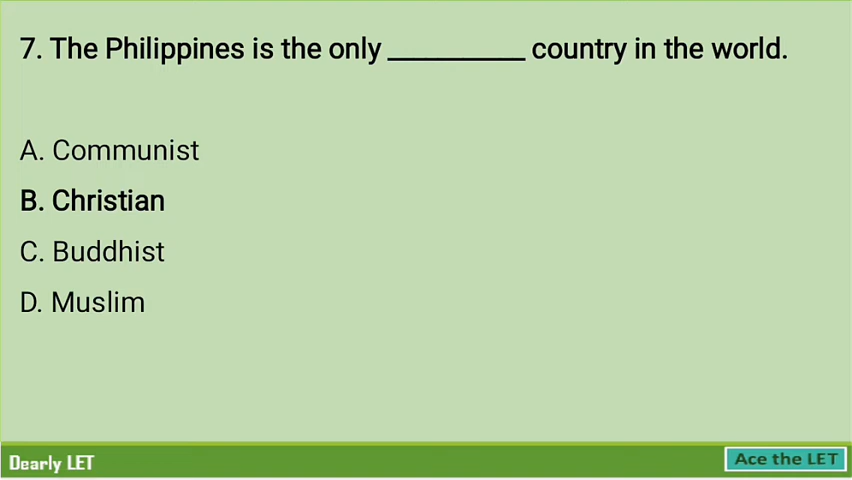 7. The Philippines is the only __________ country in the world.
A. Communist
B. Christian
C. Buddhist
D. Muslim
Dearly LET
Ace the LET